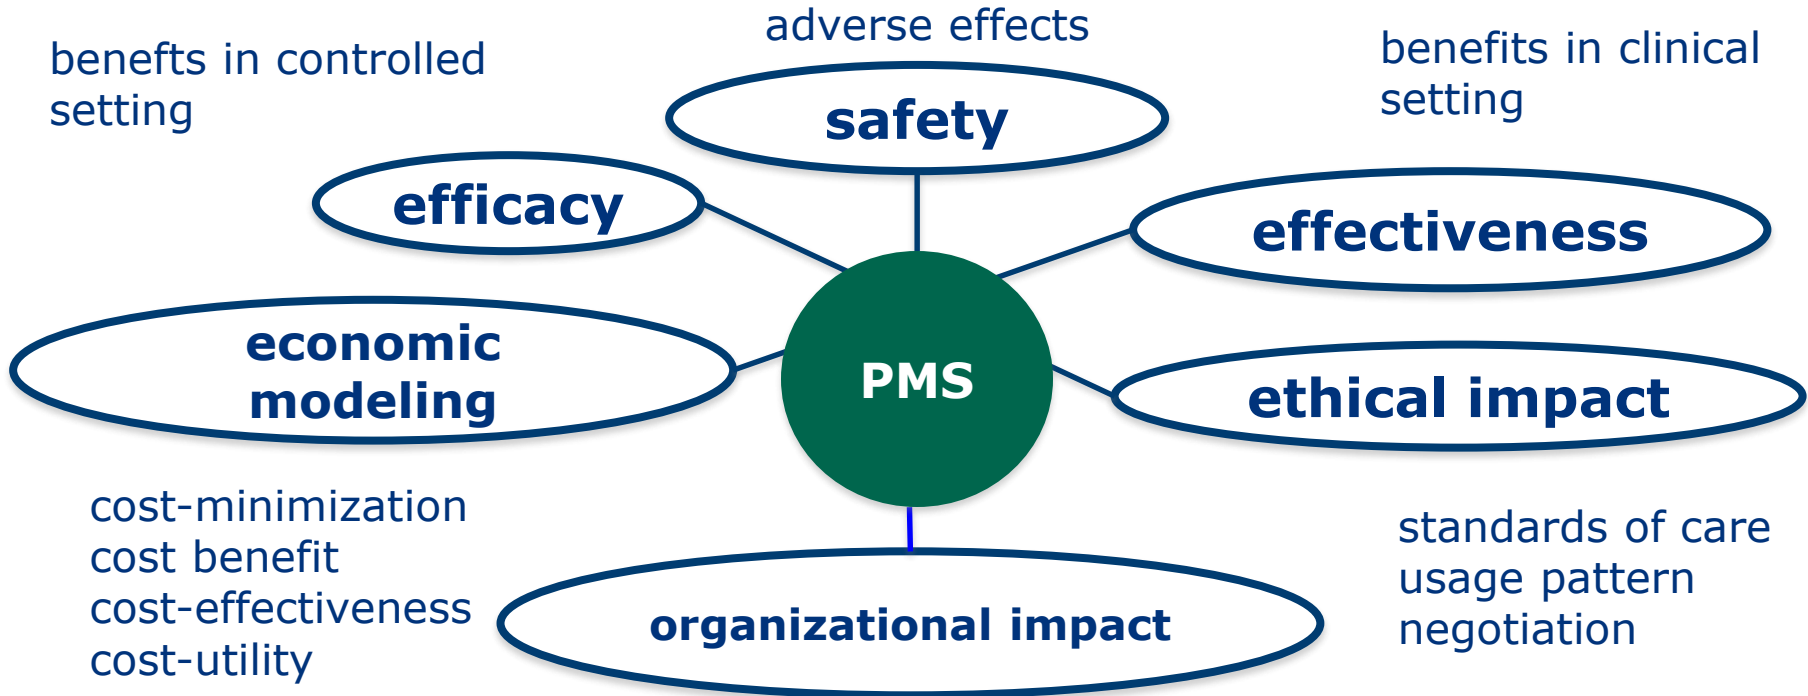 adverse effects
benefts in controlled
setting
benefits in clinical
setting
safety
efficacy
effectiveness
economic
modeling
PMS
ethical impact
cost-minimization
cost benefit
cost-effectiveness
cost-utility
organizational impact
standards of care
usage pattern
negotiation